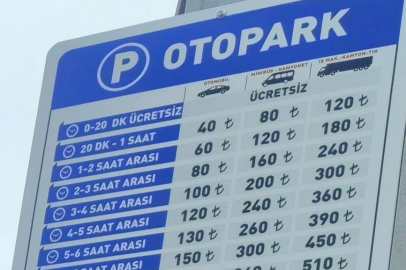 P OTOPARK
OTOMOBİL MİNİBÜS - KAMYONET İŞ MAK.-KAMYON-TIR
0-20 DK ÜCRETSİZ ÜCRETSİZ
20 DK - 1 SAAT 40 ₺ 80 ₺ 120 ₺
1-2 SAAT ARASI 60 ₺ 120 ₺ 180 ₺
2-3 SAAT ARASI 80 ₺ 160 ₺ 240 ₺
3-4 SAAT ARASI 100 ₺ 200 ₺ 300 ₺
4-5 SAAT ARASI 120 ₺ 240 ₺ 360 ₺
5-6 SAAT ARASI 130 ₺ 260 ₺ 390 ₺
150 ₺ 300 ₺ 450 ₺
510 ₺